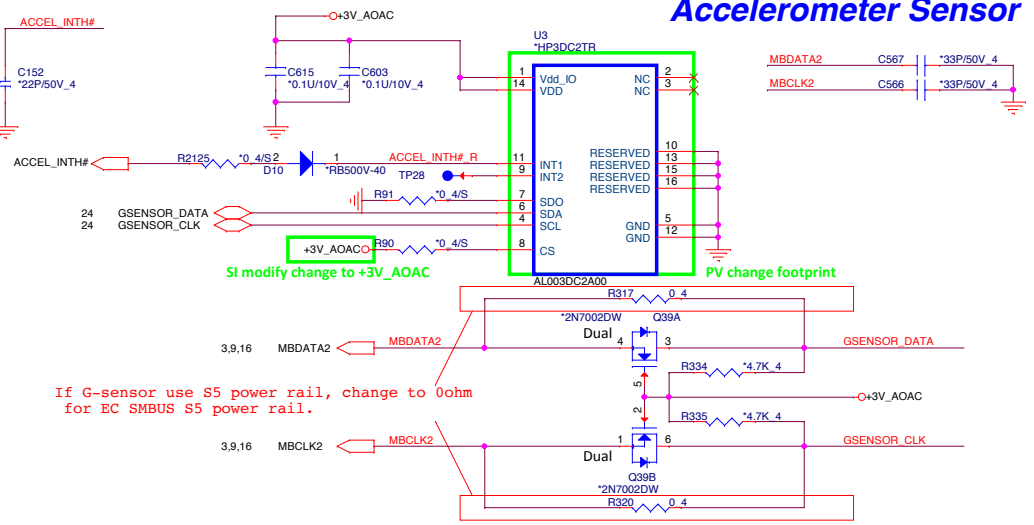 Accelerometer Sensor
ACCEL_INTH#
C152
*22P/50V_4
+3V_AOAC
C615
*0.1U/10V_4
C603
*0.1U/10V_4
U3
*HP3DC2TR
1
14
Vdd_IO
VDD
NC
NC
2
3
RESERVED
RESERVED
RESERVED
RESERVED
10
13
15
16
GND
GND
5
12
11
9
INT1
INT2
7
6
4
SDO
SDA
SCL
8
CS
AL003DC2A00
MBDATA2
C567
*33P/50V_4
MBCLK2
C566
*33P/50V_4
ACCEL_INTH#
R2125
*0_4/S
2
D10
1
*RB500V-40
ACCEL_INTH#_R
TP28
R91
*0_4/S
24 GSENSOR_DATA
24 GSENSOR_CLK
+3V_AOAC
R90
*0_4/S
SI modify change to +3V_AOAC
PV change footprint
R317
0_4
*2N7002DW
Q39A
Dual
3,9,16 MBDATA2
MBDATA2
4
3
5
GSENSOR_DATA
R334
*4.7K_4
If G-sensor use S5 power rail, change to 0ohm
for EC SMBUS S5 power rail.
+3V_AOAC
2
R335
*4.7K_4
3,9,16 MBCLK2
MBCLK2
1
6
GSENSOR_CLK
Dual
Q39B
*2N7002DW
R320
0_4